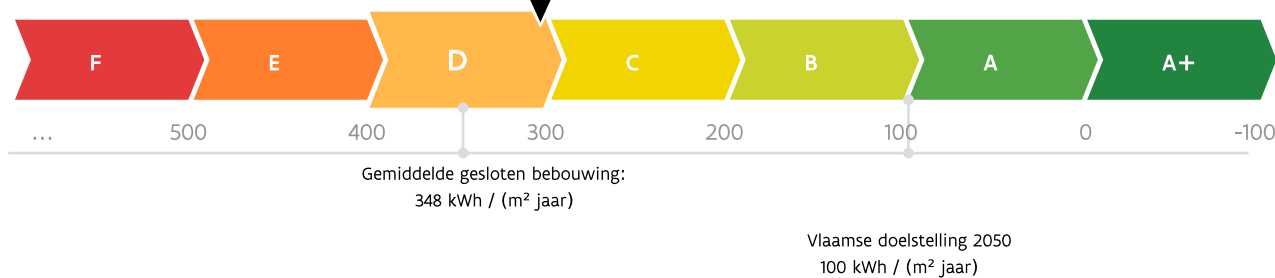 F E D C B A A+
... 500 400 300 200 100 0 -100
Gemiddelde gesloten bebouwing:
348 kWh / (m² jaar)
Vlaamse doelstelling 2050
100 kWh / (m² jaar)